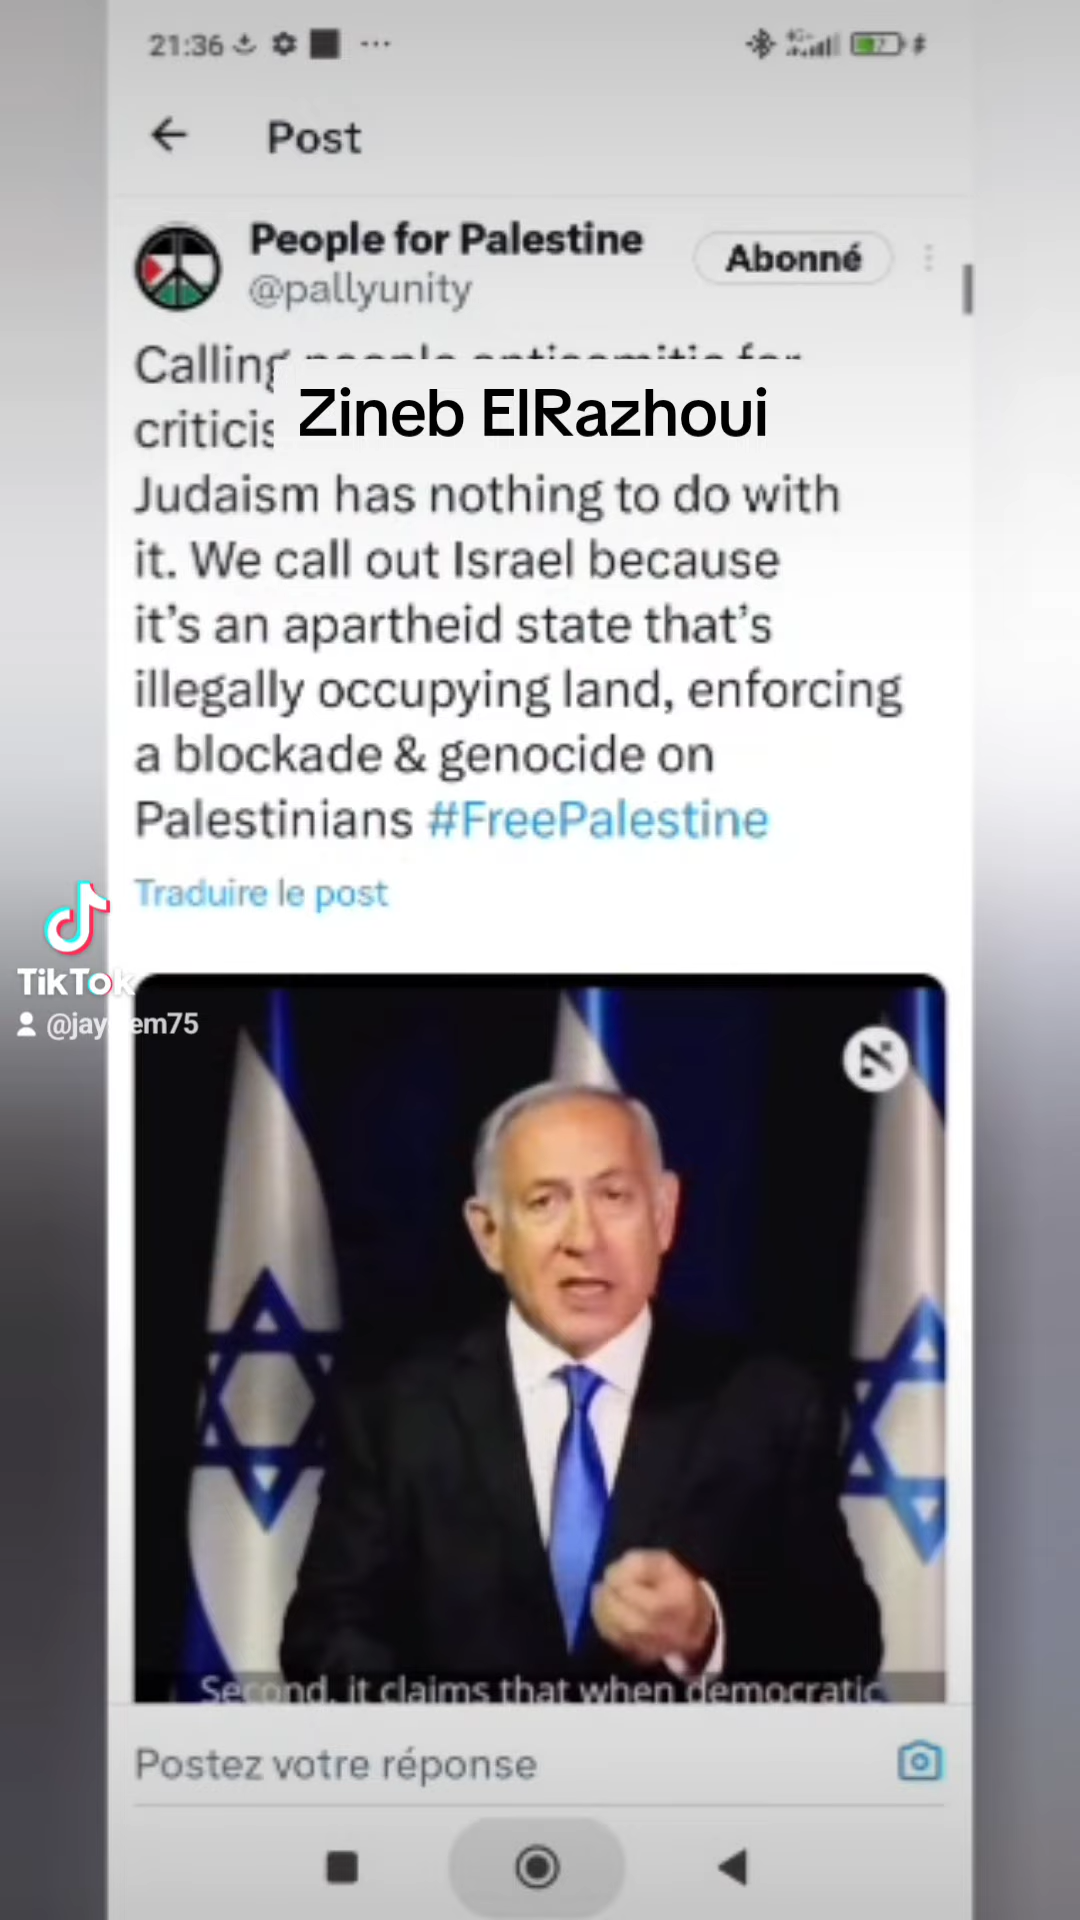 21:36
Post
People for Palestine
@pallyunity
Abonné
Calling
Zineb ElRazhoui
Judaism has nothing to do with
it. We call out Israel because
it's an apartheid state that's
illegally occupying land, enforcing
a blockade & genocide on
Palestinians #FreePalestine
Traduire le post
TikTok
N
Second, it claims that when democratic
Postez votre réponse